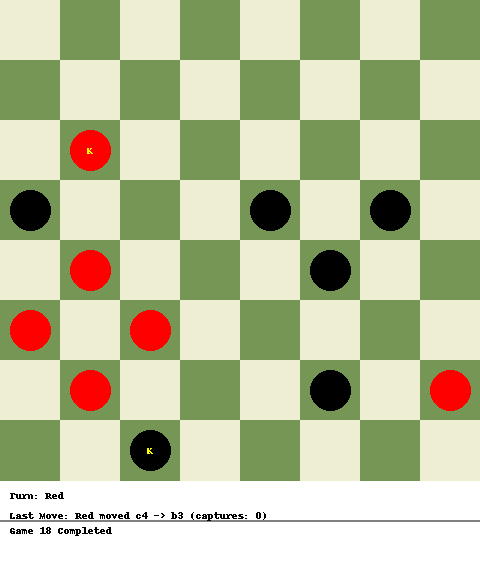 K
K
Turn: Red
Last Move: Red moved c4 -> b3 (captures: 0)
Game 18 Completed